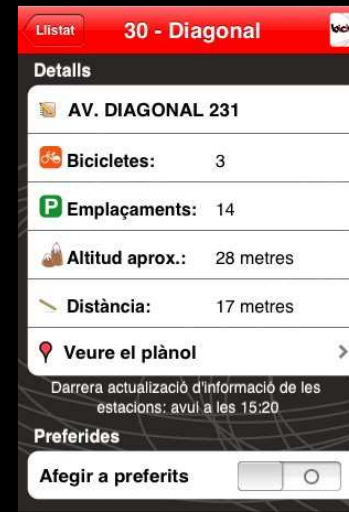 Llistat 30 - Diagonal
Detalls
AV. DIAGONAL 231
Bicicletes: 3
P Emplaçaments: 14
Altitud aprox.: 28 metres
Distància: 17 metres
Veure el plànol
Darrera actualizació d'informació de les
estacions: avui a les 15:20
Preferides
Afegir a preferits